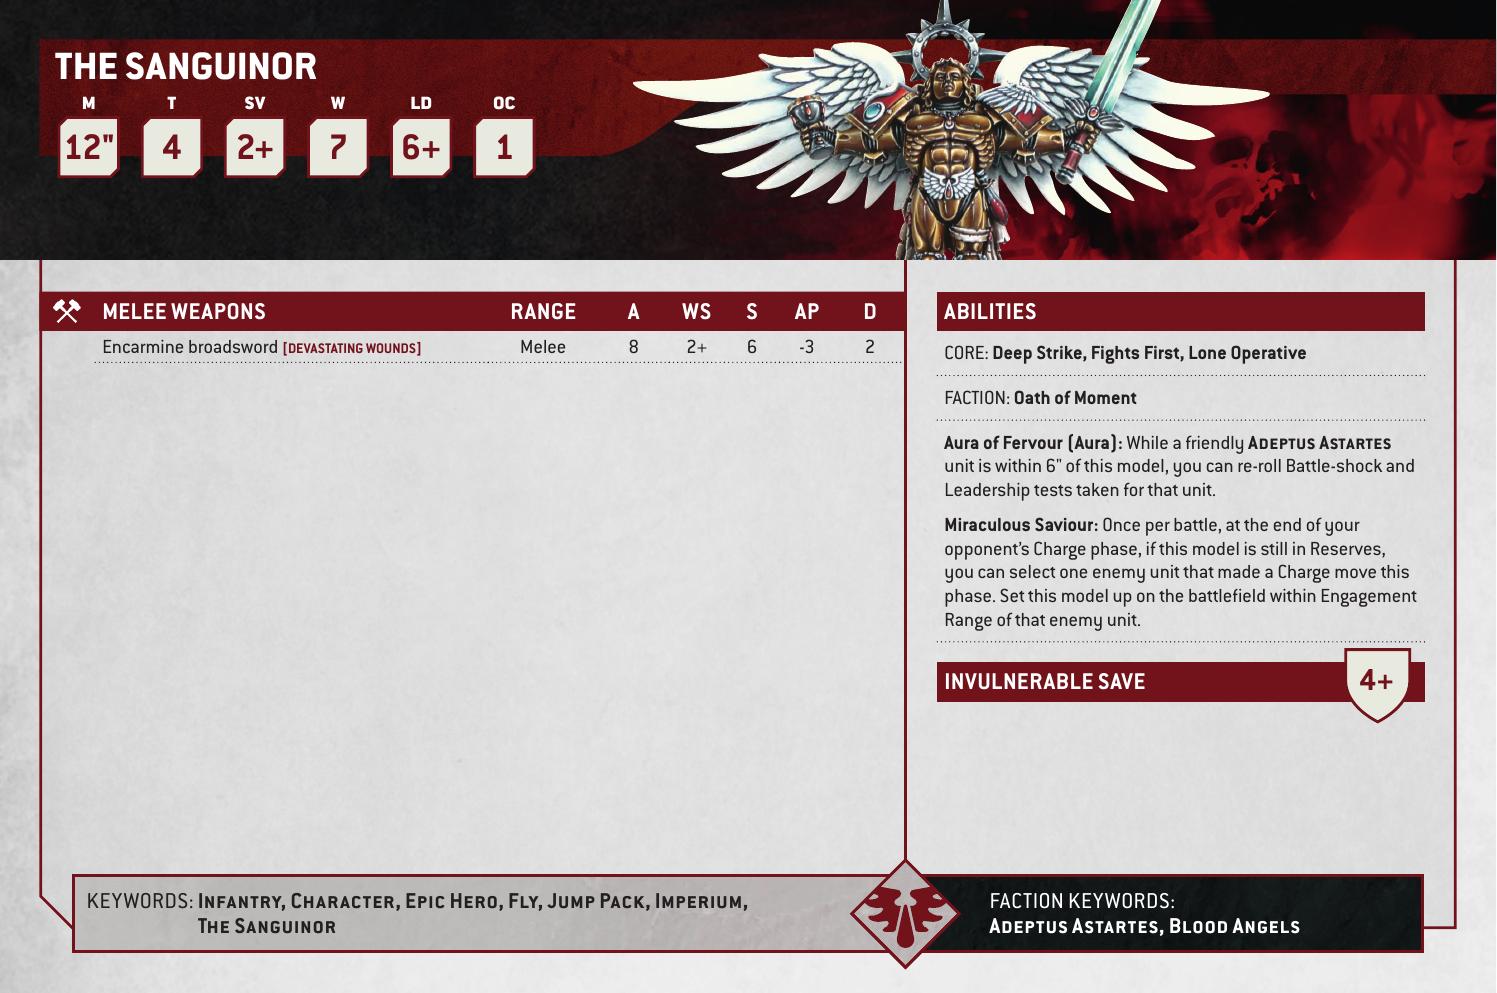 THE SANGUINOR
M T SV W LD OC
12" 4 2+ 7 6+ 1
MELEE WEAPONS RANGE A WS S AP D
Encarmine broadsword [DEVASTATING WOUNDS] Melee 8 2+ 6 -3 2
ABILITIES
CORE: Deep Strike, Fights First, Lone Operative
FACTION: Oath of Moment
Aura of Fervour (Aura): While a friendly ADEPTUS ASTARTES
unit is within 6" of this model, you can re-roll Battle-shock and
Leadership tests taken for that unit.
Miraculous Saviour: Once per battle, at the end of your
opponent's Charge phase, if this model is still in Reserves,
you can select one enemy unit that made a Charge move this
phase. Set this model up on the battlefield within Engagement
Range of that enemy unit.
INVULNERABLE SAVE 4+
KEYWORDS: INFANTRY, CHARACTER, EPIC HERO, FLY, JUMP PACK, IMPERIUM,
THE SANGUINOR
FACTION KEYWORDS:
ADEPTUS ASTARTES, BLOOD ANGELS